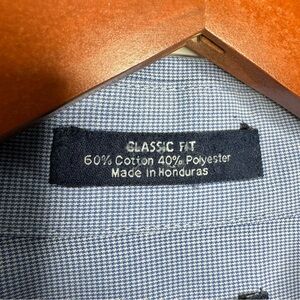 CLASSIC FIT
60% Cotton 40% Polyester
Made in Honduras